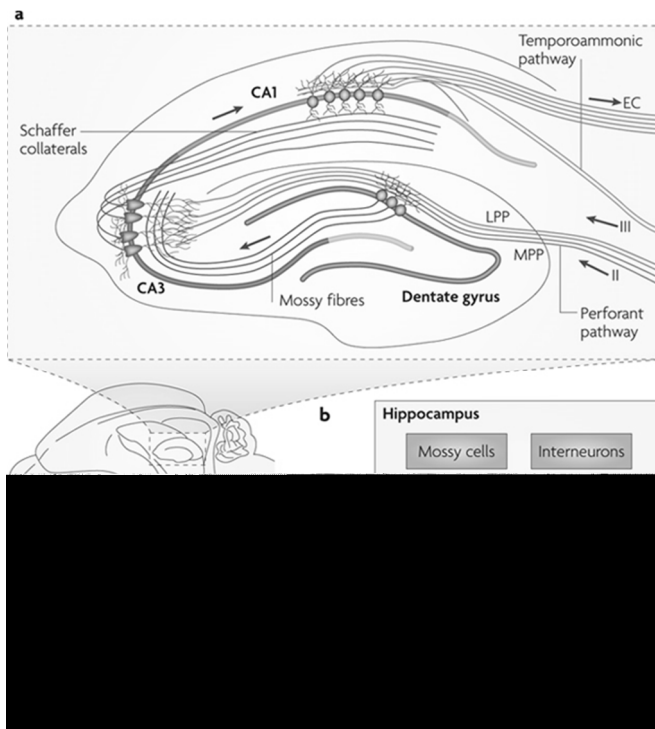 a
Temporoammonic
pathway
CA1
EC
Schaffer
collaterals
LPP
III
MPP
II
CA3
Mossy fibres
Dentate gyrus
Perforant
pathway
b
Hippocampus
Mossy cells
Interneurons